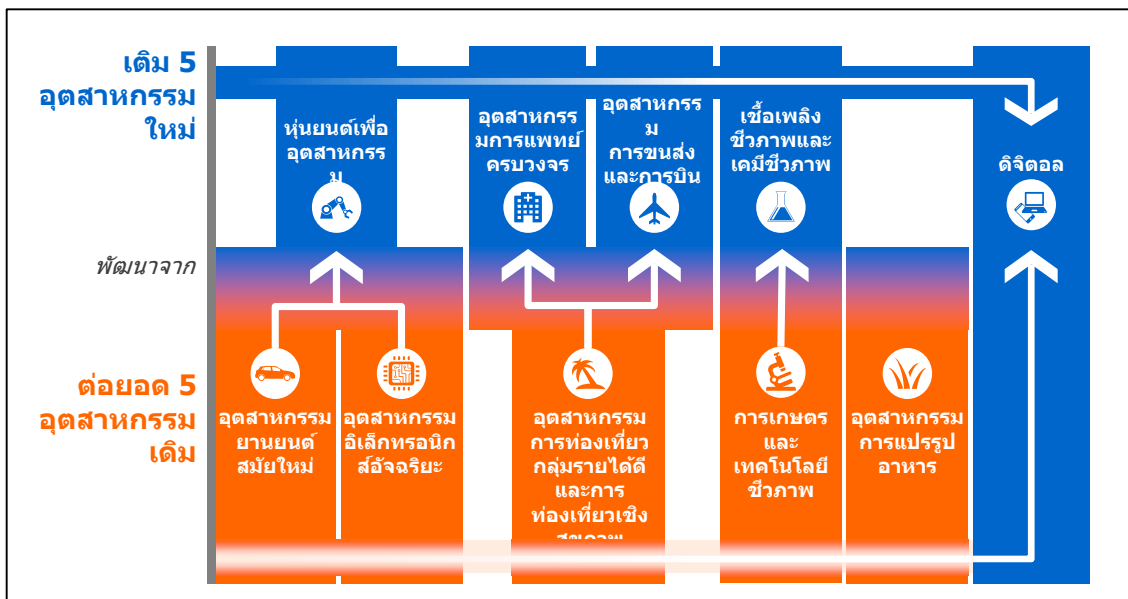 เติม 5
อุตสาหกรรม
ใหม่
หุ่นยนต์เพื่อ
อุตสาหกรร
ม
อุตสาหกรร
มการแพทย์
ครบวงจร
อุตสาหกรร
ม
การขนส่ง
และการบิน
เชื้อเพลิง
ชีวภาพและ
เคมีชีวภาพ
ดิจิตอล
พัฒนาจาก
ต่อยอด 5
อุตสาหกรรม
เดิม
อุตสาหกรรม
ยานยนต์
สมัยใหม่
อุตสาหกรรม
อิเล็กทรอนิก
ส์อัจฉริยะ
อุตสาหกรรม
การท่องเที่ยว
กลุ่มรายได้ดี
และการ
ท่องเที่ยวเชิง
สุขภาพ
การเกษตร
และ
เทคโนโลยี
ชีวภาพ
อุตสาหกรรม
การแปรรูป
อาหาร